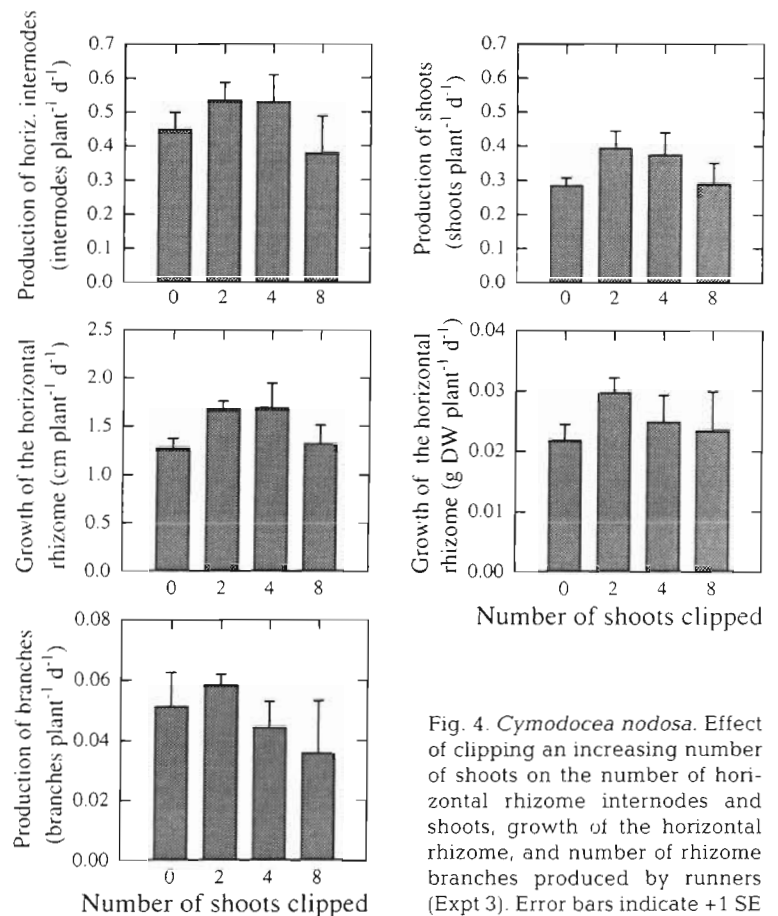 Production of horiz. internodes
(internodes plant⁻¹ d⁻¹)
0.7
0.6
0.5
0.4
0.3
0.2
0.1
0.0
0 2 4 8
Production of shoots
(shoots plant⁻¹ d⁻¹)
0.7
0.6
0.5
0.4
0.3
0.2
0.1
0.0
0 2 4 8
Growth of the horizontal
rhizome (cm plant⁻¹ d⁻¹)
2.5
2.0
1.5
1.0
0.5
0.0
0 2 4 8
Growth of the horizontal
rhizome (g DW plant⁻¹ d⁻¹)
0.04
0.03
0.02
0.01
0.00
0 2 4 8
Number of shoots clipped
Production of branches
(branches plant⁻¹ d⁻¹)
0.08
0.06
0.04
0.02
0.00
0 2 4 8
Number of shoots clipped
Fig. 4. Cymodocea nodosa. Effect
of clipping an increasing number
of shoots on the number of hori-
zontal rhizome internodes and
shoots, growth of the horizontal
rhizome, and number of rhizome
branches produced by runners
(Expt 3). Error bars indicate +1 SE